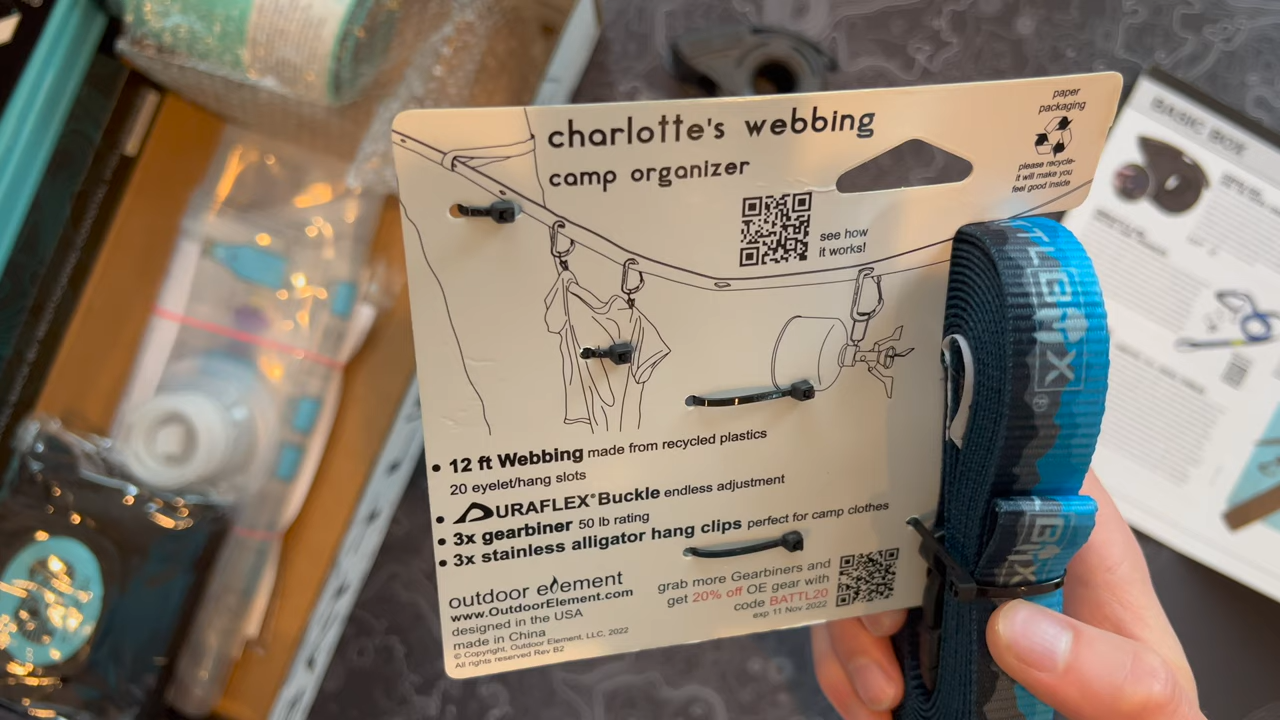 charlotte's webbing
camp organizer
paper
packaging
please recycle-
it will make you
feel good inside
see how
it works!
• 12 ft Webbing made from recycled plastics
20 eyelet/hang slots
• DURAFLEX® Buckle endless adjustment
• 3x gearbiner 50 lb rating
• 3x stainless alligator hang clips perfect for camp clothes
outdoor element
www.OutdoorElement.com
designed in the USA
made in China
© Copyright, Outdoor Element, LLC, 2022
All rights reserved Rev B2
grab more Gearbiners and
get 20% off OE gear with
code BATTL20
exp 11 Nov 2022
BASIC BOX